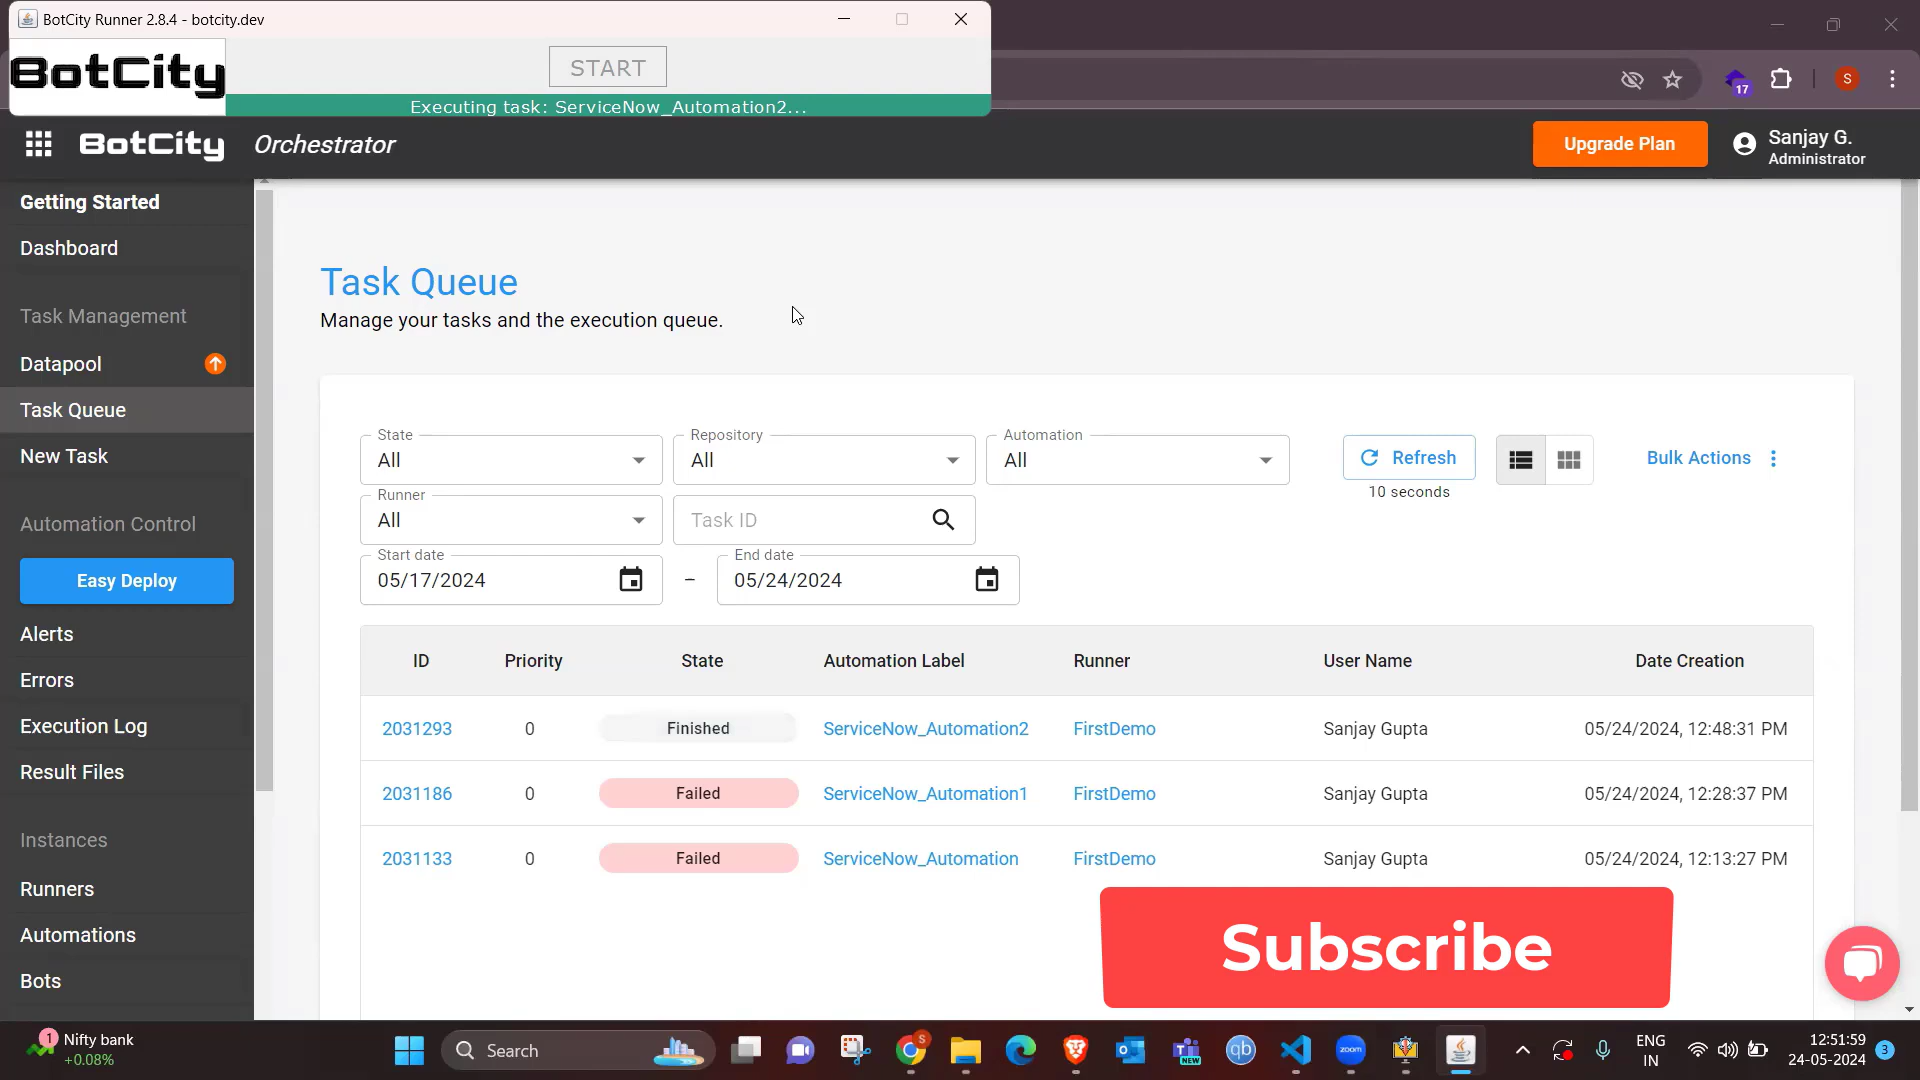 BotCity Runner 2.8.4 - botcity.dev
BotCity
START
Executing task: ServiceNow_Automation2...
17
S
BotCity
Orchestrator
Upgrade Plan
Sanjay G.
Administrator
Getting Started
Dashboard
Task Management
Datapool
Task Queue
New Task
Automation Control
Easy Deploy
Alerts
Errors
Execution Log
Result Files
Instances
Runners
Automations
Bots
Task Queue
Manage your tasks and the execution queue.
State
All
Repository
All
Automation
All
Refresh
10 seconds
Bulk Actions
Runner
All
Task ID
Start date
05/17/2024
–
End date
05/24/2024
ID Priority State Automation Label Runner User Name Date Creation
2031293 0 Finished ServiceNow_Automation2 FirstDemo Sanjay Gupta 05/24/2024, 12:48:31 PM
2031186 0 Failed ServiceNow_Automation1 FirstDemo Sanjay Gupta 05/24/2024, 12:28:37 PM
2031133 0 Failed ServiceNow_Automation FirstDemo Sanjay Gupta 05/24/2024, 12:13:27 PM
Subscribe
1
Nifty bank
+0.08%
Search
S
NEW
qb
zoom
ENG
IN
12:51:59
24-05-2024
3